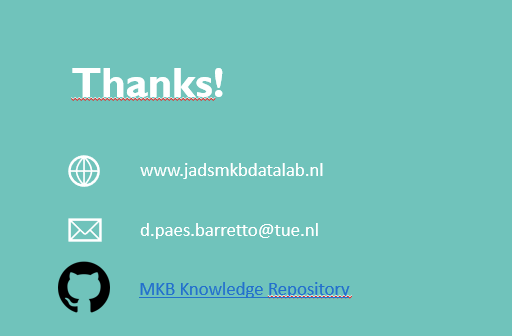 Thanks!
www.jadsmkbdatalab.nl
d.paes.barretto@tue.nl
MKB Knowledge Repository